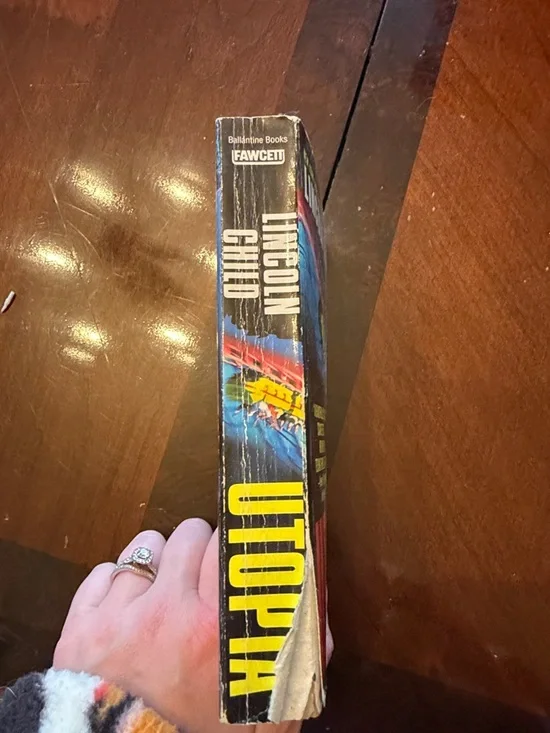 Ballantine Books
FAWCETT
LINCOLN
CHILD
UTOPIA